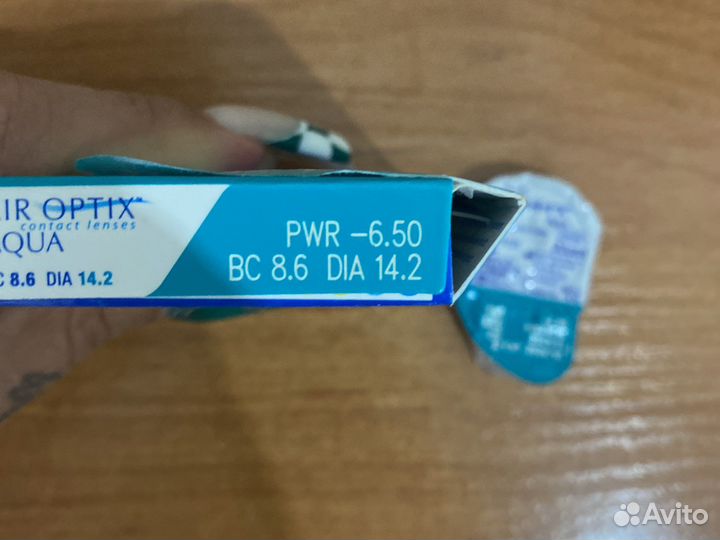 IR OPTIX™
contact lenses
QUA
C 8.6 DIA 14.2
PWR -6.50
BC 8.6 DIA 14.2
Avito